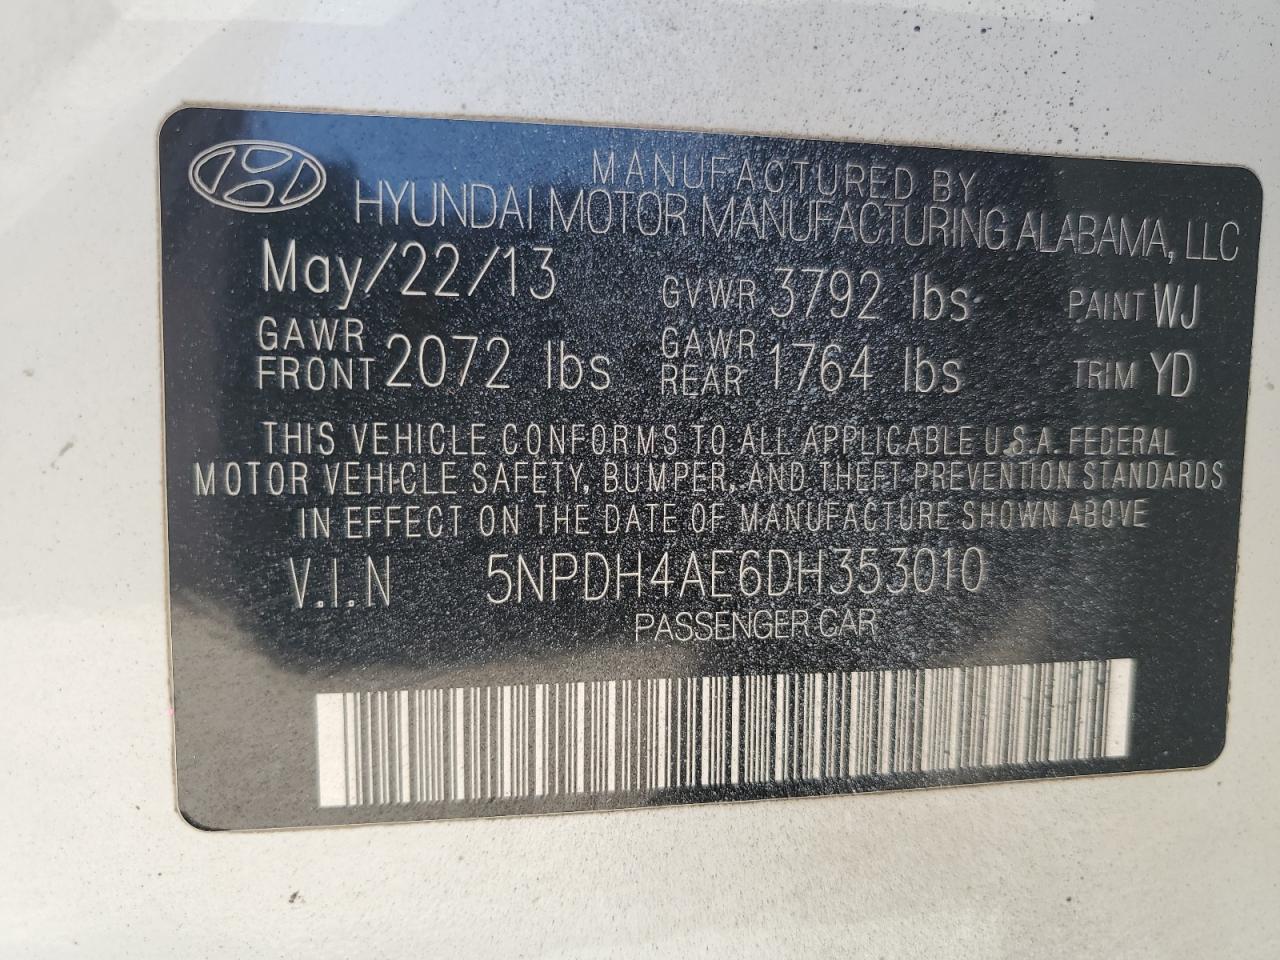 MANUFACTURED BY
HYUNDAI MOTOR MANUFACTURING ALABAMA, LLC
May/22/13 GVWR 3792 lbs PAINT WJ
GAWR FRONT 2072 lbs GAWR REAR 1764 lbs TRIM YD
THIS VEHICLE CONFORMS TO ALL APPLICABLE U.S.A. FEDERAL
MOTOR VEHICLE SAFETY, BUMPER, AND THEFT PREVENTION STANDARDS
IN EFFECT ON THE DATE OF MANUFACTURE SHOWN ABOVE
V.I.N 5NPDH4AE6DH353010
PASSENGER CAR